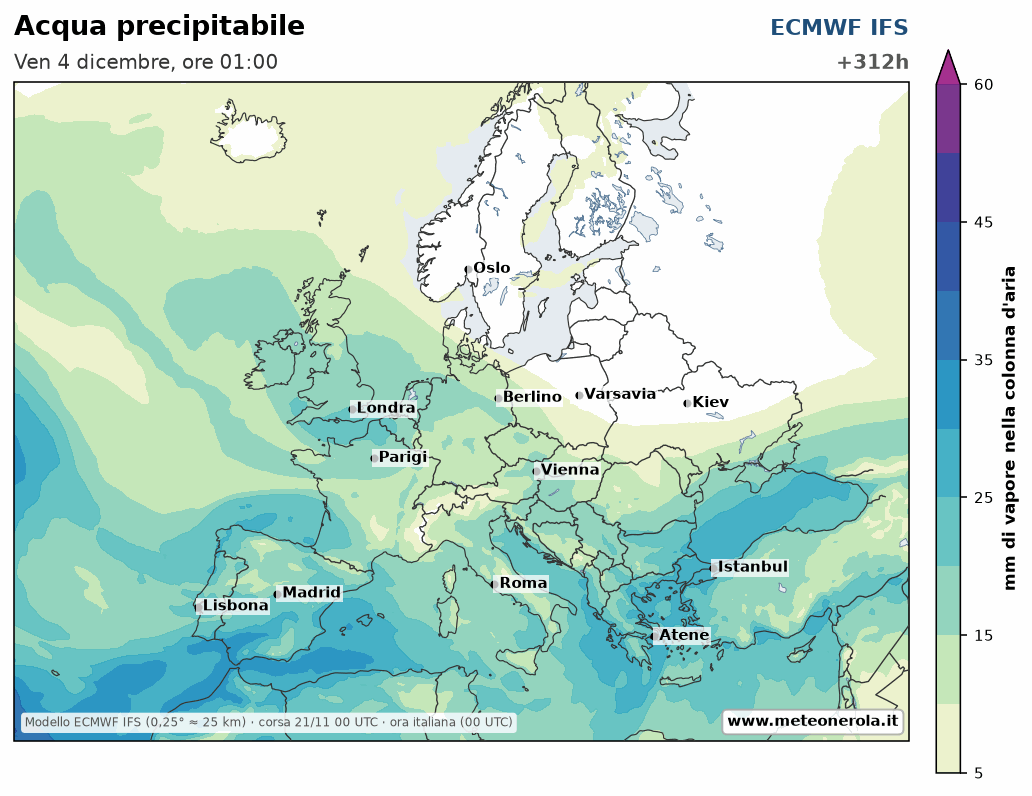 Acqua precipitabile
ECMWF IFS
Ven 4 dicembre, ore 01:00
+312h
60
45
35
25
15
5
mm di vapore nella colonna d'aria
Oslo
Berlino
Varsavia
Kiev
Londra
Parigi
Vienna
Istanbul
Roma
Madrid
Lisbona
Atene
Modello ECMWF IFS (0,25° ≈ 25 km) · corsa 21/11 00 UTC · ora italiana (00 UTC)
www.meteonerola.it